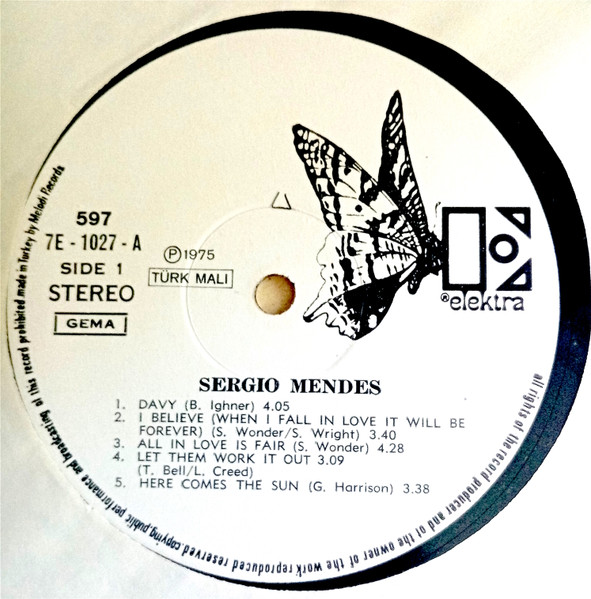 597
7E - 1027 - A
SIDE 1
STEREO
GEMA
Ⓟ1975
TÜRK MALI
®elektra
SERGIO MENDES
1. DAVY (B. Ighner) 4.05
2. I BELIEVE (WHEN I FALL IN LOVE IT WILL BE
FOREVER) (S. Wonder/S. Wright) 3.40
3. ALL IN LOVE IS FAIR (S. Wonder) 4.28
4. LET THEM WORK IT OUT 3.09
(T. Bell/L. Creed)
5. HERE COMES THE SUN (G. Harrison) 3.38
all rights of the record producer and of the owner of the work reproduced reserved.copying,public performance and broadcasting of this record prohibited made in Turkey by Melodi Records